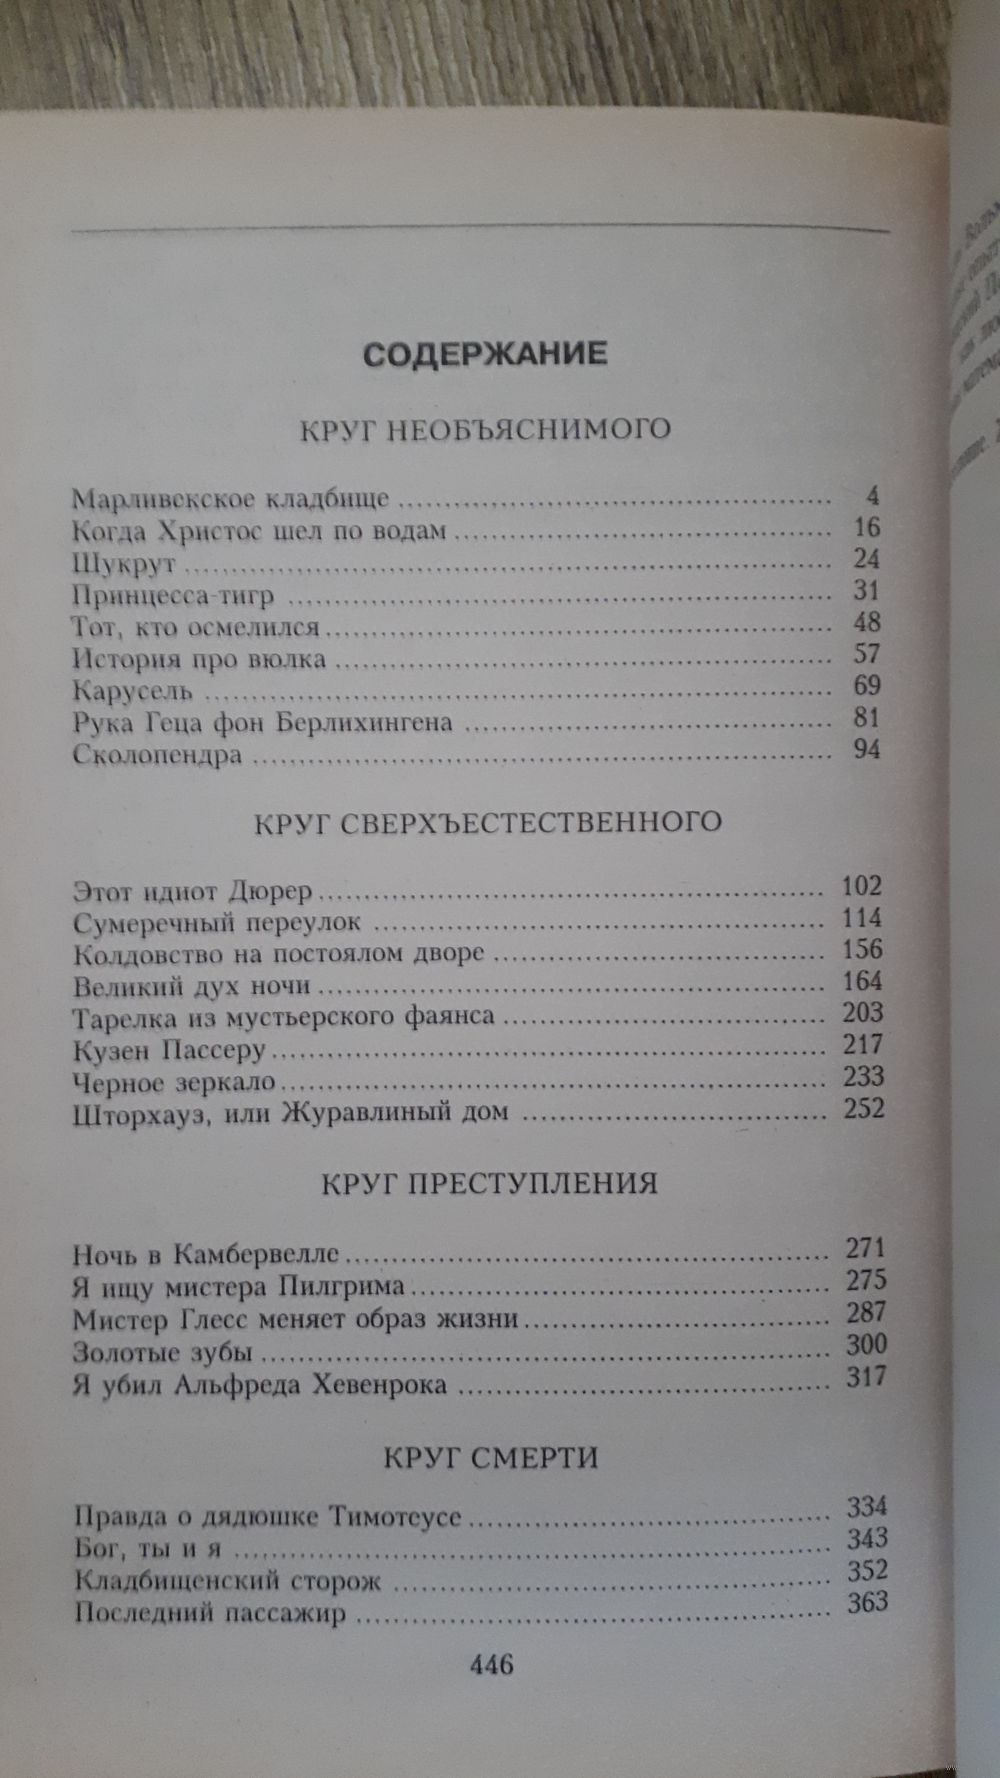 СОДЕРЖАНИЕ
КРУГ НЕОБЪЯСНИМОГО
Марливекское кладбище 4
Когда Христос шел по водам 16
Шукрут 24
Принцесса-тигр 31
Тот, кто осмелился 48
История про вюлка 57
Карусель 69
Рука Геца фон Берлихингена 81
Сколопендра 94
КРУГ СВЕРХЪЕСТЕСТВЕННОГО
Этот идиот Дюрер 102
Сумеречный переулок 114
Колдовство на постоялом дворе 156
Великий дух ночи 164
Тарелка из мустьерского фаянса 203
Кузен Пассеру 217
Черное зеркало 233
Шторхауз, или Журавлиный дом 252
КРУГ ПРЕСТУПЛЕНИЯ
Ночь в Камбервелле 271
Я ищу мистера Пилгрима 275
Мистер Глесс меняет образ жизни 287
Золотые зубы 300
Я убил Альфреда Хевенрока 317
КРУГ СМЕРТИ
Правда о дядюшке Тимотеусе 334
Бог, ты и я 343
Кладбищенский сторож 352
Последний пассажир 363
446